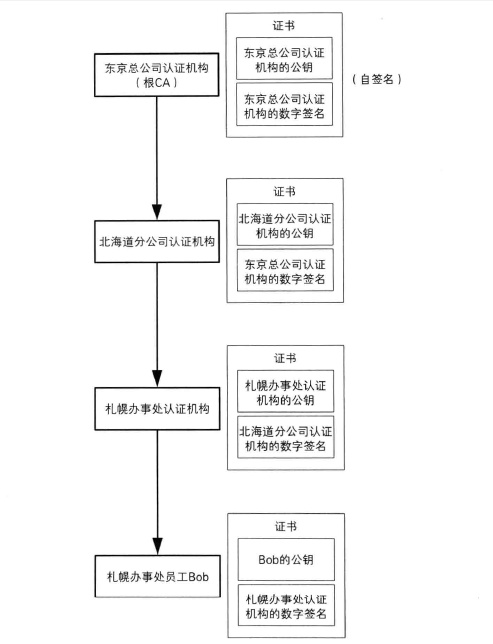 证书
东京总公司认证机构
（根CA）
东京总公司认证
机构的公钥
（自签名）
东京总公司认证
机构的数字签名
证书
北海道分公司认证机构
北海道分公司认证
机构的公钥
东京总公司认证
机构的数字签名
证书
札幌办事处认证机构
札幌办事处认证
机构的公钥
北海道分公司认证
机构的数字签名
证书
札幌办事处员工Bob
Bob的公钥
札幌办事处认证
机构的数字签名